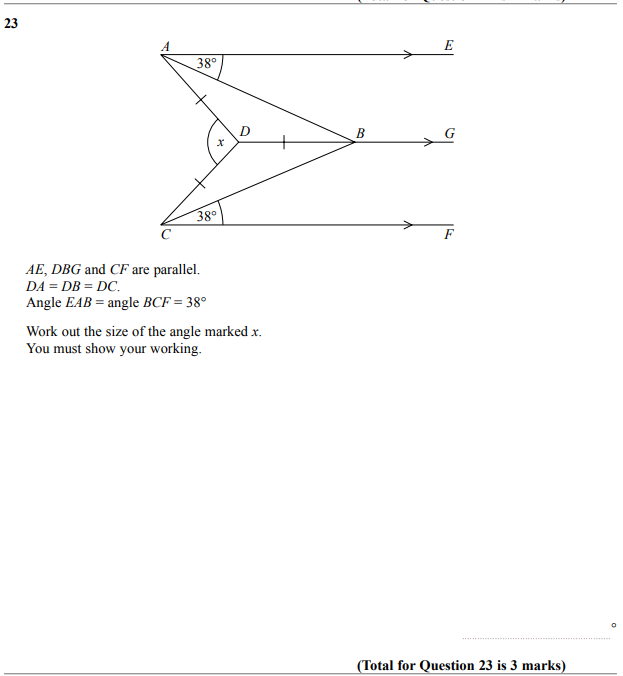 23
A
E
38°
D
B
G
x
38°
C
F
AE, DBG and CF are parallel.
DA = DB = DC.
Angle EAB = angle BCF = 38°
Work out the size of the angle marked x.
You must show your working.
°
(Total for Question 23 is 3 marks)